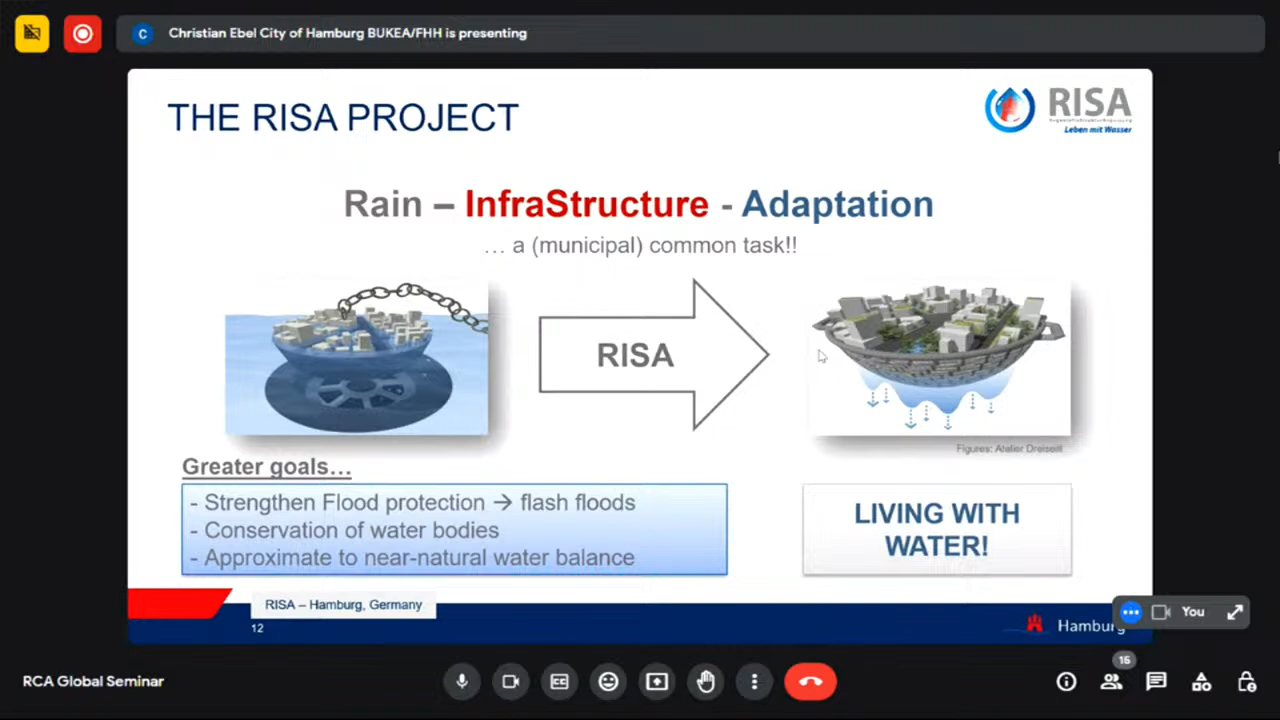 C
Christian Ebel City of Hamburg BUKEA/FHH is presenting
THE RISA PROJECT
RISA
Leben mit Wasser
Rain – InfraStructure - Adaptation
… a (municipal) common task!!
RISA
Figures: Atelier Dreiseitl
Greater goals…
- Strengthen Flood protection → flash floods
- Conservation of water bodies
- Approximate to near-natural water balance
LIVING WITH
WATER!
RISA – Hamburg, Germany
12
Hamburg
You
15
RCA Global Seminar
CC